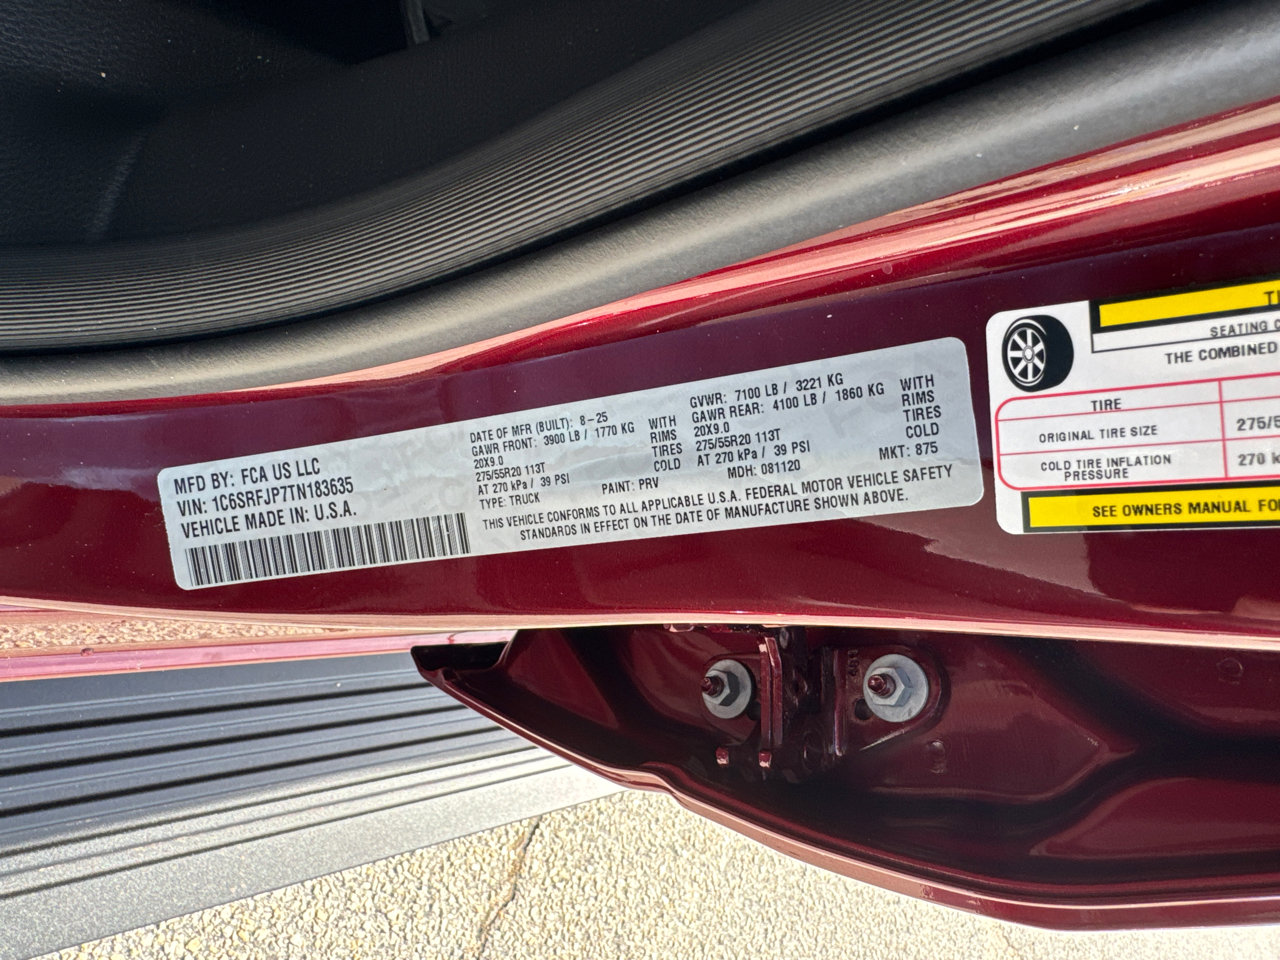 MFD BY: FCA US LLC
VIN: 1C6SRFJP7TN183635
VEHICLE MADE IN: U.S.A.
DATE OF MFR (BUILT): 8-25
GAWR FRONT: 3900 LB / 1770 KG WITH
20X9.0 RIMS
275/55R20 113T TIRES
AT 270 kPa / 39 PSI COLD
TYPE: TRUCK
PAINT: PRV
GVWR: 7100 LB / 3221 KG
GAWR REAR: 4100 LB / 1860 KG WITH
20X9.0 RIMS
275/55R20 113T TIRES
AT 270 kPa / 39 PSI COLD
MDH: 081120
MKT: 875
THIS VEHICLE CONFORMS TO ALL APPLICABLE U.S.A. FEDERAL MOTOR VEHICLE SAFETY
STANDARDS IN EFFECT ON THE DATE OF MANUFACTURE SHOWN ABOVE.
SEATING
THE COMBINED
TIRE
ORIGINAL TIRE SIZE 275/5
COLD TIRE INFLATION
PRESSURE 270 k
SEE OWNERS MANUAL FO